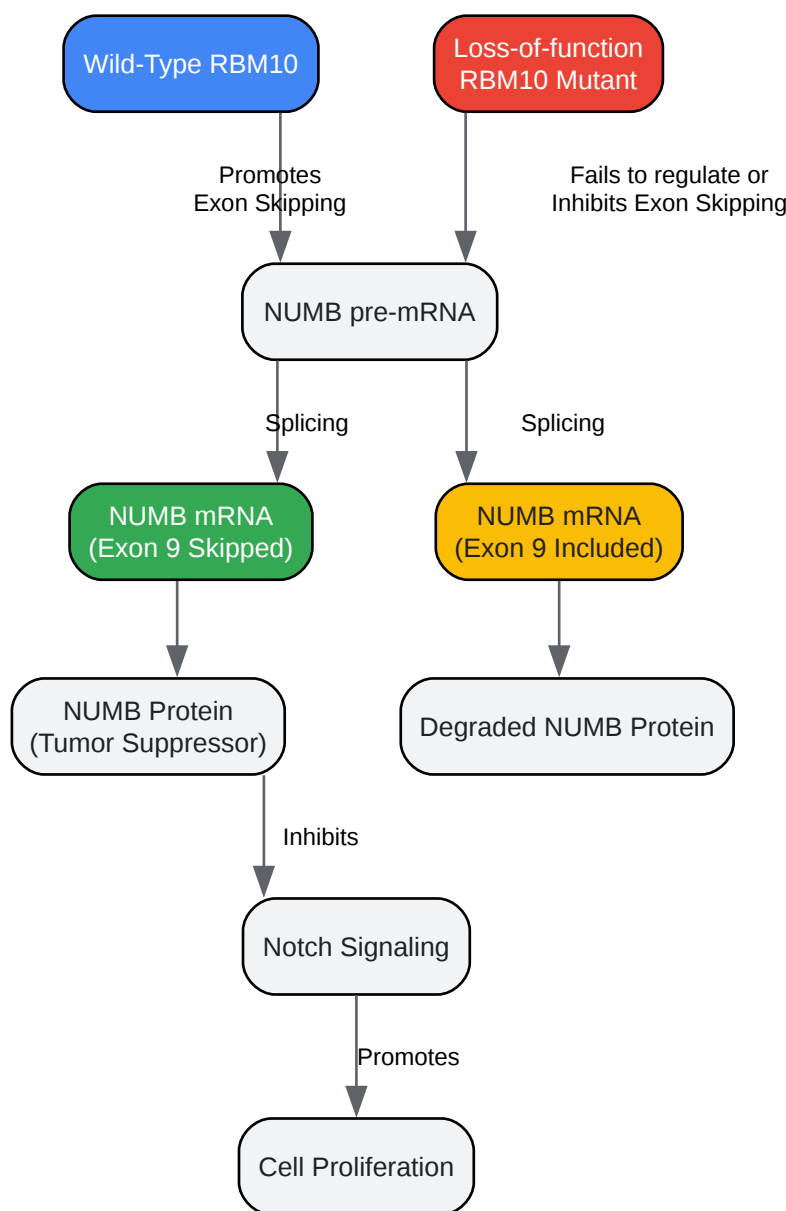 Wild-Type RBM10
Loss-of-function
RBM10 Mutant
Promotes
Exon Skipping
Fails to regulate or
Inhibits Exon Skipping
NUMB pre-mRNA
Splicing
Splicing
NUMB mRNA
(Exon 9 Skipped)
NUMB mRNA
(Exon 9 Included)
NUMB Protein
(Tumor Suppressor)
Degraded NUMB Protein
Inhibits
Notch Signaling
Promotes
Cell Proliferation